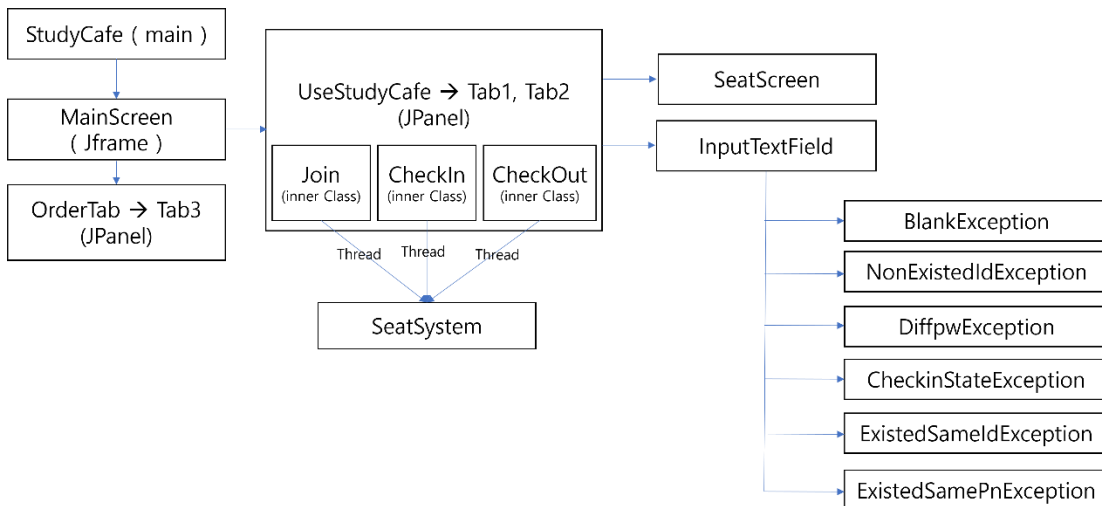 StudyCafe ( main )
MainScreen
( Jframe )
OrderTab → Tab3
(JPanel)
UseStudyCafe → Tab1, Tab2
(JPanel)
Join
(inner Class)
CheckIn
(inner Class)
CheckOut
(inner Class)
Thread
Thread
Thread
SeatSystem
SeatScreen
InputTextField
BlankException
NonExistedIdException
DiffpwException
CheckinStateException
ExistedSameIdException
ExistedSamePnException